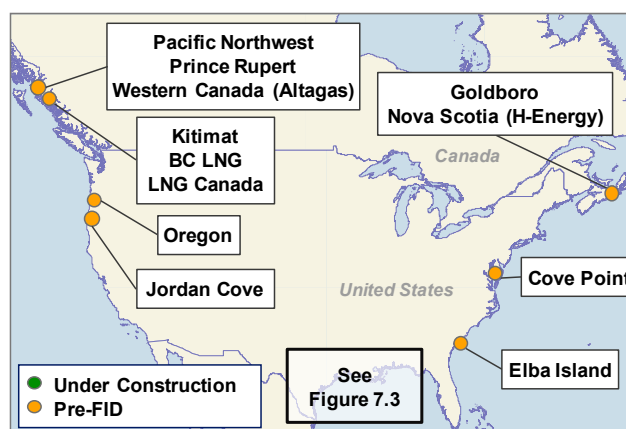 Pacific Northwest
Prince Rupert
Western Canada (Altagas)
Goldboro
Nova Scotia (H-Energy)
Kitimat
BC LNG
LNG Canada
Canada
Oregon
Jordan Cove
United States
Cove Point
Elba Island
See
Figure 7.3
Under Construction
Pre-FID